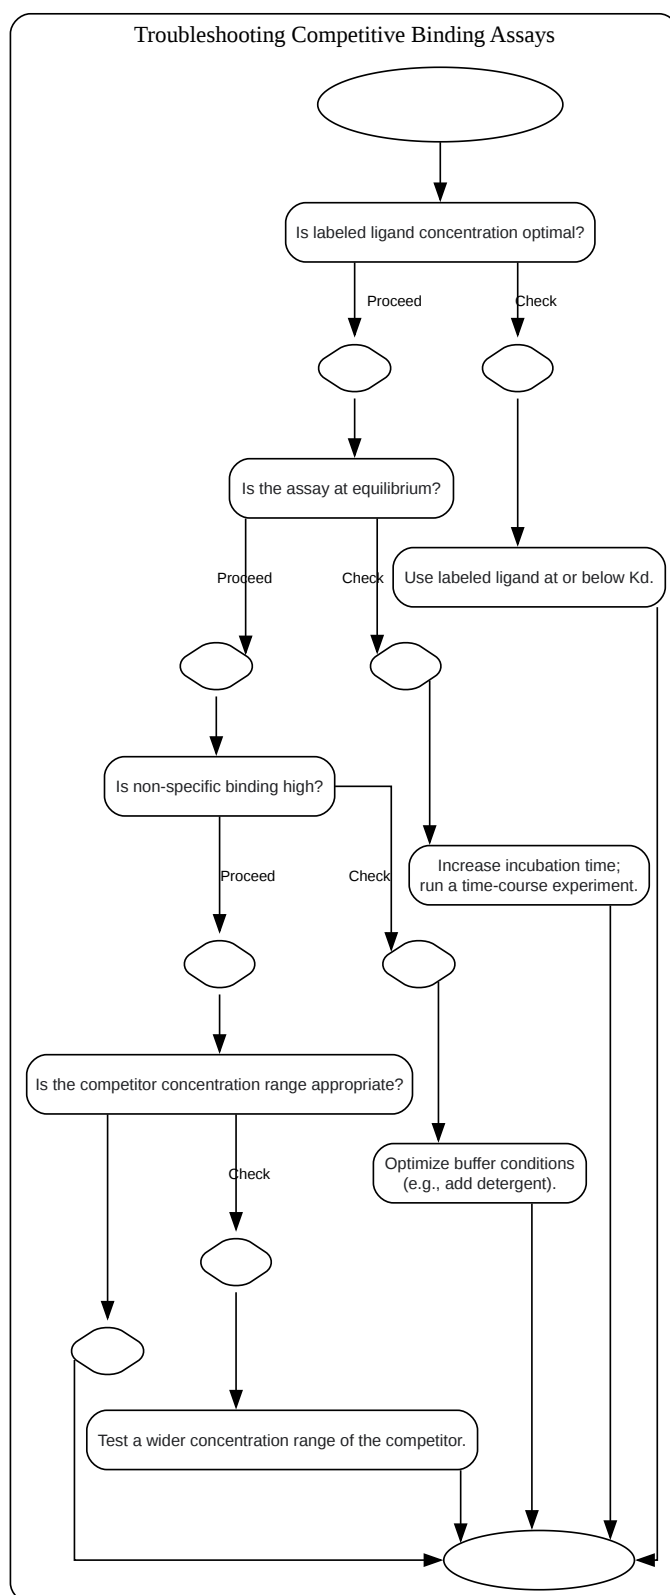 Troubleshooting Competitive Binding Assays
Is labeled ligand concentration optimal?
Proceed
Check
Is the assay at equilibrium?
Proceed
Check
Use labeled ligand at or below Kd.
Is non-specific binding high?
Proceed
Check
Increase incubation time;
run a time-course experiment.
Is the competitor concentration range appropriate?
Check
Optimize buffer conditions
(e.g., add detergent).
Test a wider concentration range of the competitor.